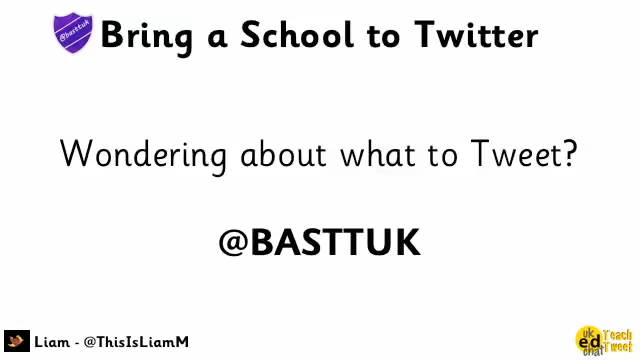 @basttuk
Bring a School to Twitter
Wondering about what to Tweet?
@BASTTUK
Liam - @ThisIsLiamM
uk
ed
chat
Teach
Tweet